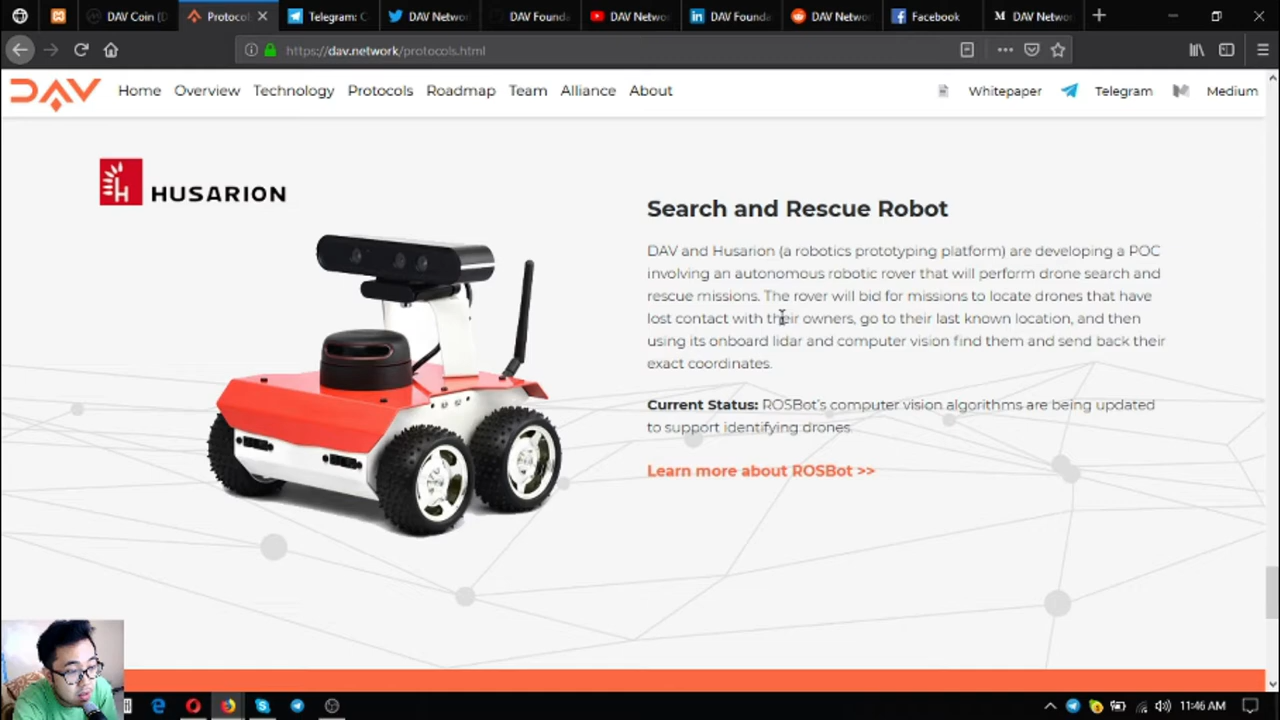 DAV Coin (D
Protocol
Telegram: C
DAV Netwo
DAV Founda
DAV Netwo
DAV Founda
DAV Netwo
Facebook
DAV Netwo
https://dav.network/protocols.html
DAV
Home
Overview
Technology
Protocols
Roadmap
Team
Alliance
About
Whitepaper
Telegram
Medium
HUSARION
Search and Rescue Robot
DAV and Husarion (a robotics prototyping platform) are developing a POC
involving an autonomous robotic rover that will perform drone search and
rescue missions. The rover will bid for missions to locate drones that have
lost contact with their owners, go to their last known location, and then
using its onboard lidar and computer vision find them and send back their
exact coordinates.
Current Status: ROSBot's computer vision algorithms are being updated
to support identifying drones
Learn more about ROSBot >>
11:46 AM